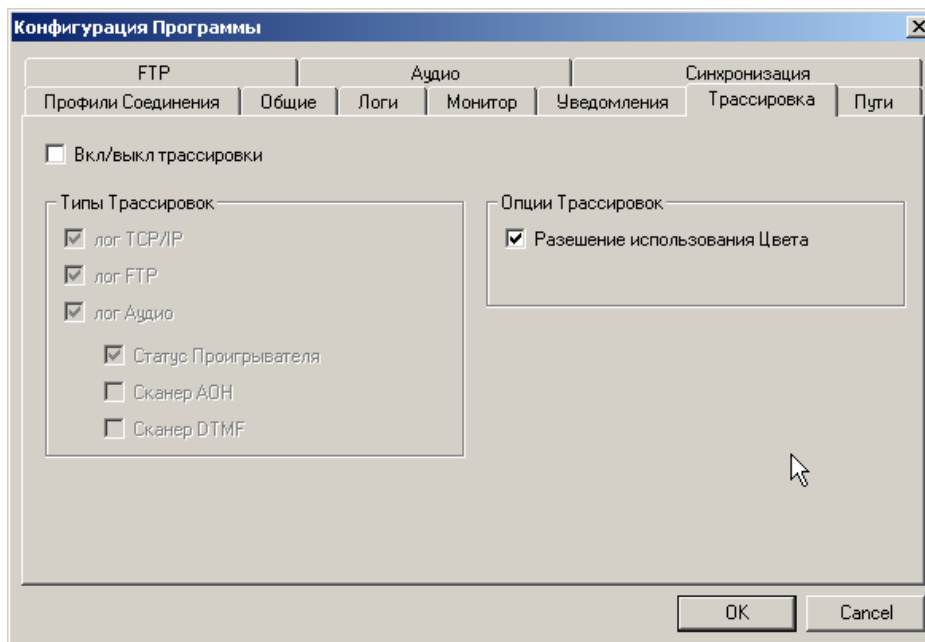 Конфигурация Программы
FTP
Аудио
Синхронизация
Профили Соединения
Общие
Логи
Монитор
Уведомления
Трассировка
Пути
Вкл/выкл трассировки
Типы Трассировок
лог TCP/IP
лог FTP
лог Аудио
Статус Проигрывателя
Сканер АОН
Сканер DTMF
Опции Трассировок
Разешение использования Цвета
OK
Cancel